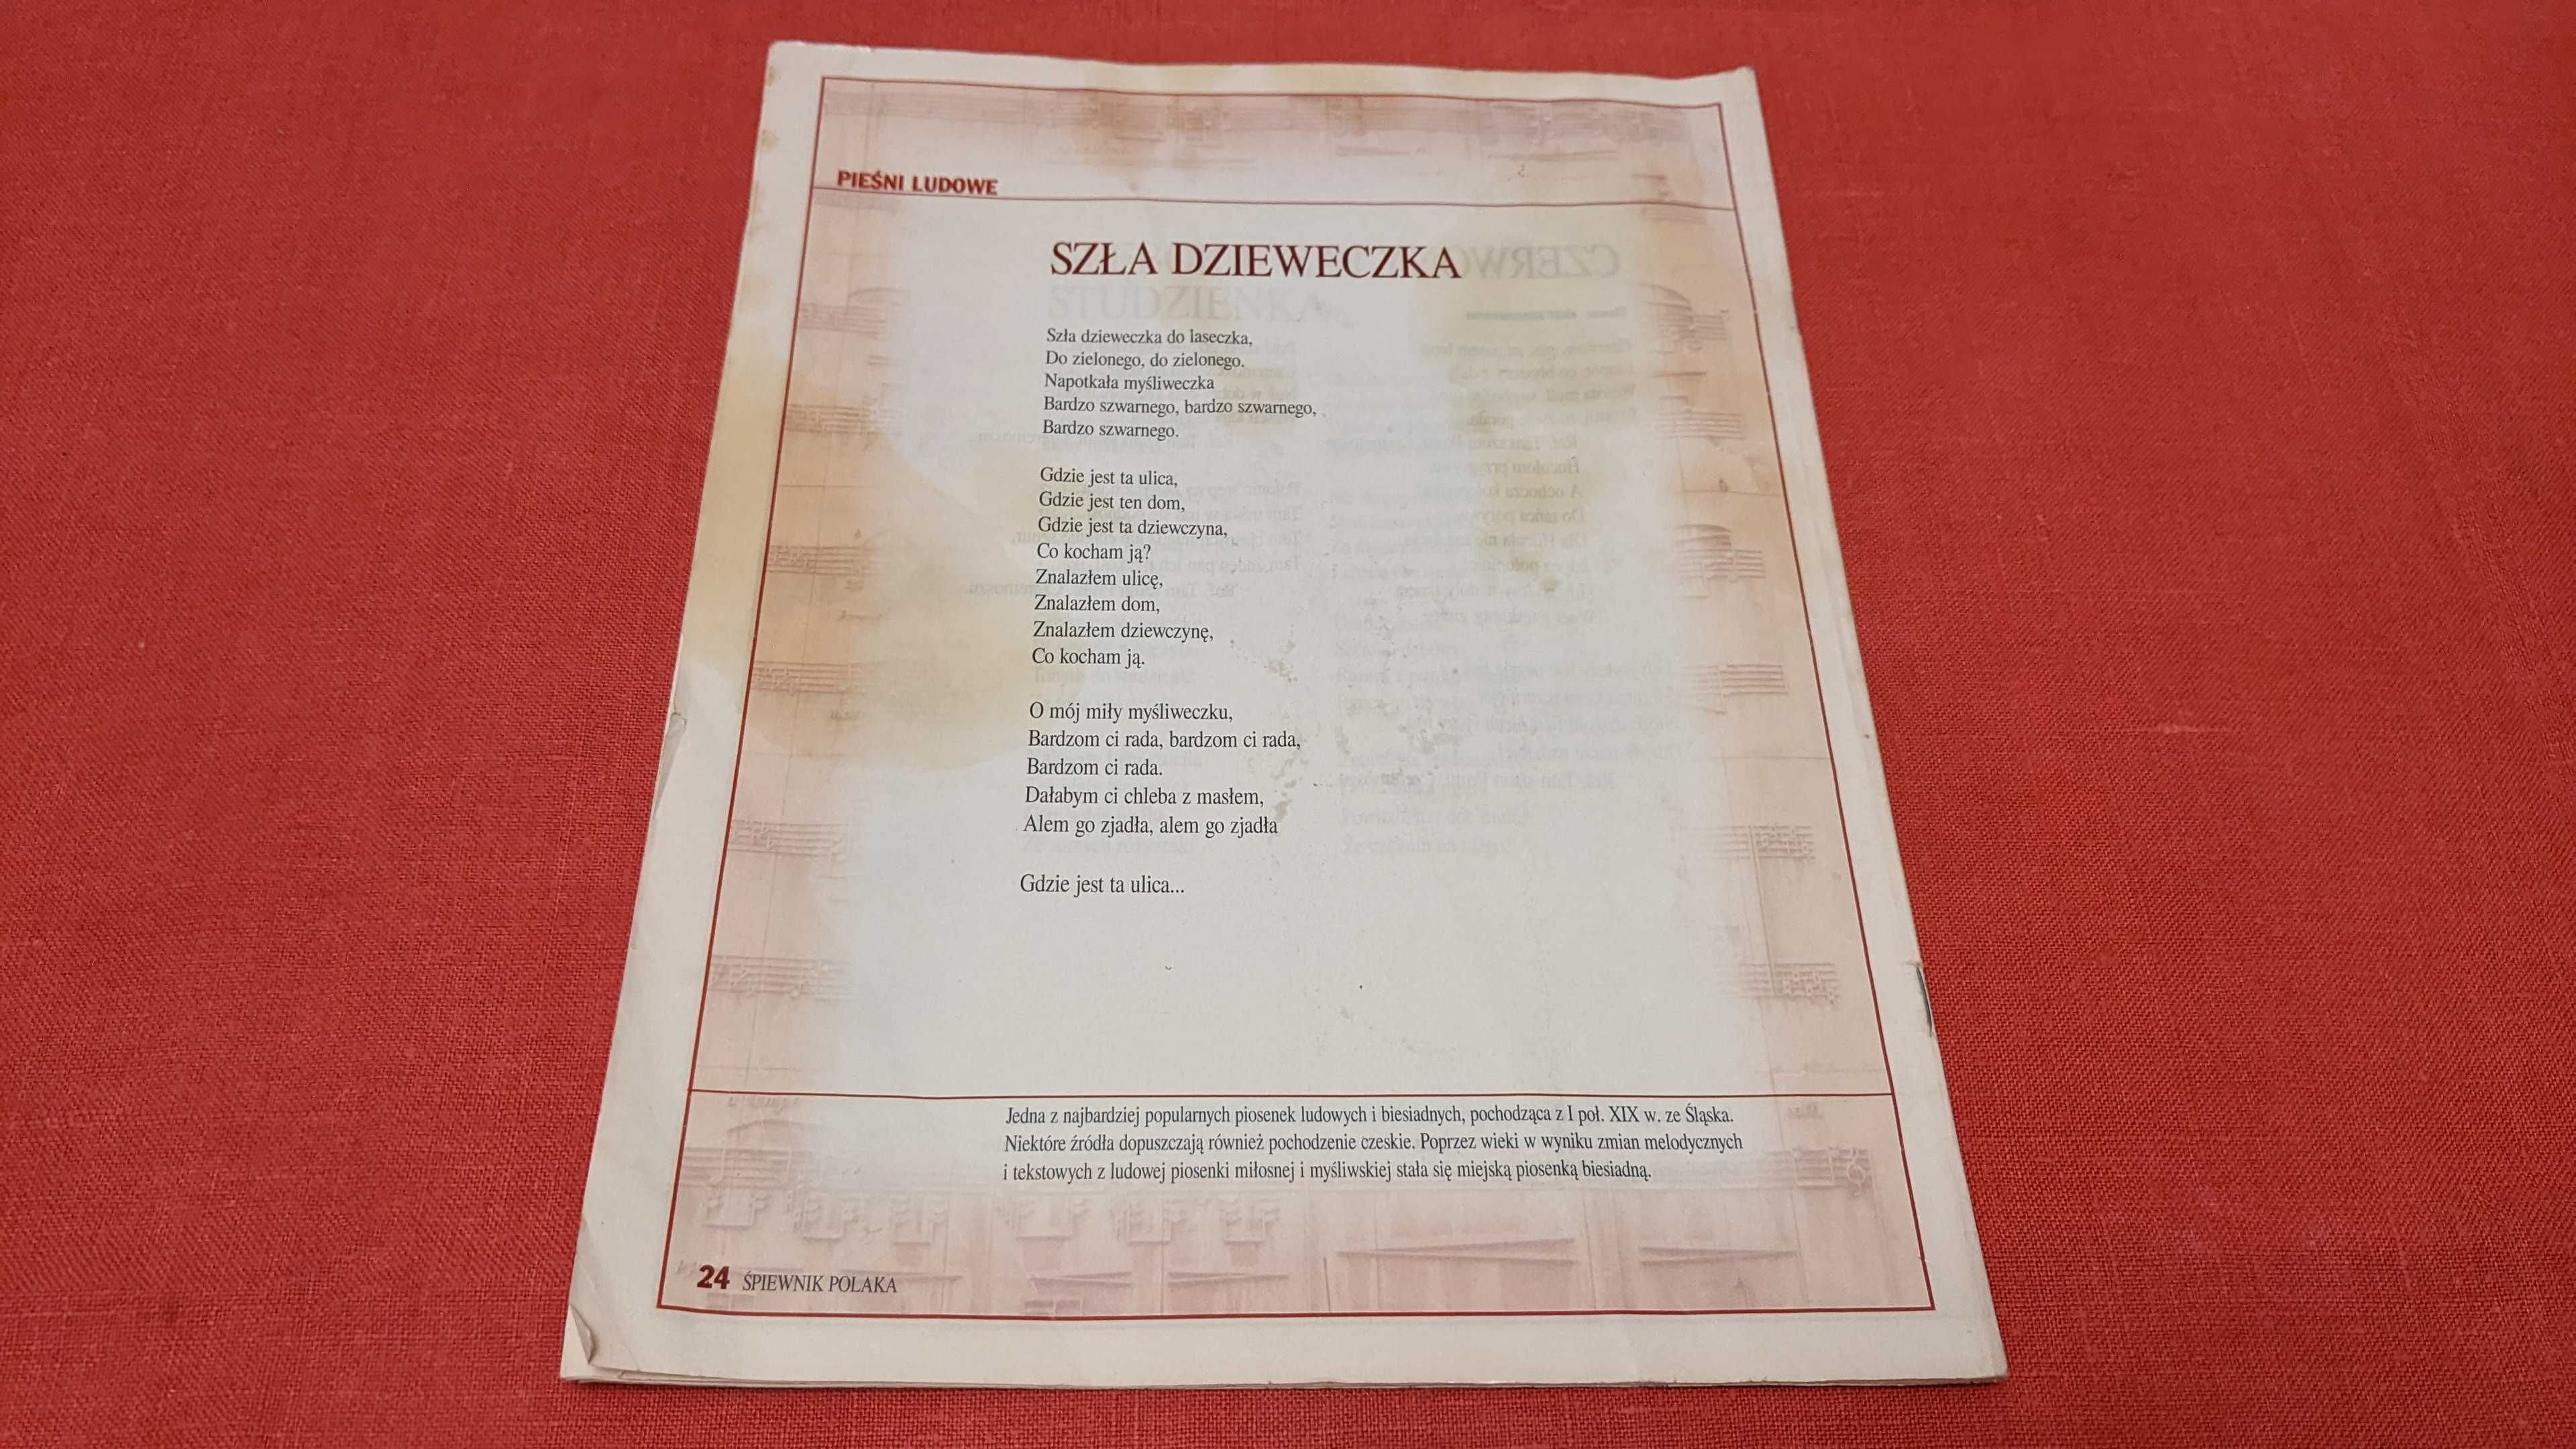 PIEŚNI LUDOWE
SZŁA DZIEWECZKA
Szła dzieweczka do laseczka,
Do zielonego, do zielonego.
Napotkała myśliweczka
Bardzo szwarnego, bardzo szwarnego,
Bardzo szwarnego.
Gdzie jest ta ulica,
Gdzie jest ten dom,
Gdzie jest ta dziewczyna,
Co kocham ją?
Znalazłem ulicę,
Znalazłem dom,
Znalazłem dziewczynę,
Co kocham ją.
O mój miły myśliweczku,
Bardzom ci rada, bardzom ci rada,
Bardzom ci rada.
Dałabym ci chleba z masłem,
Alem go zjadła, alem go zjadła
Gdzie jest ta ulica...
Jedna z najbardziej popularnych piosenek ludowych i biesiadnych, pochodząca z I poł. XIX w. ze Śląska.
Niektóre źródła dopuszczają również pochodzenie czeskie. Poprzez wieki w wyniku zmian melodycznych
i tekstowych z ludowej piosenki miłosnej i myśliwskiej stała się miejską piosenką biesiadną.
24 ŚPIEWNIK POLAKA